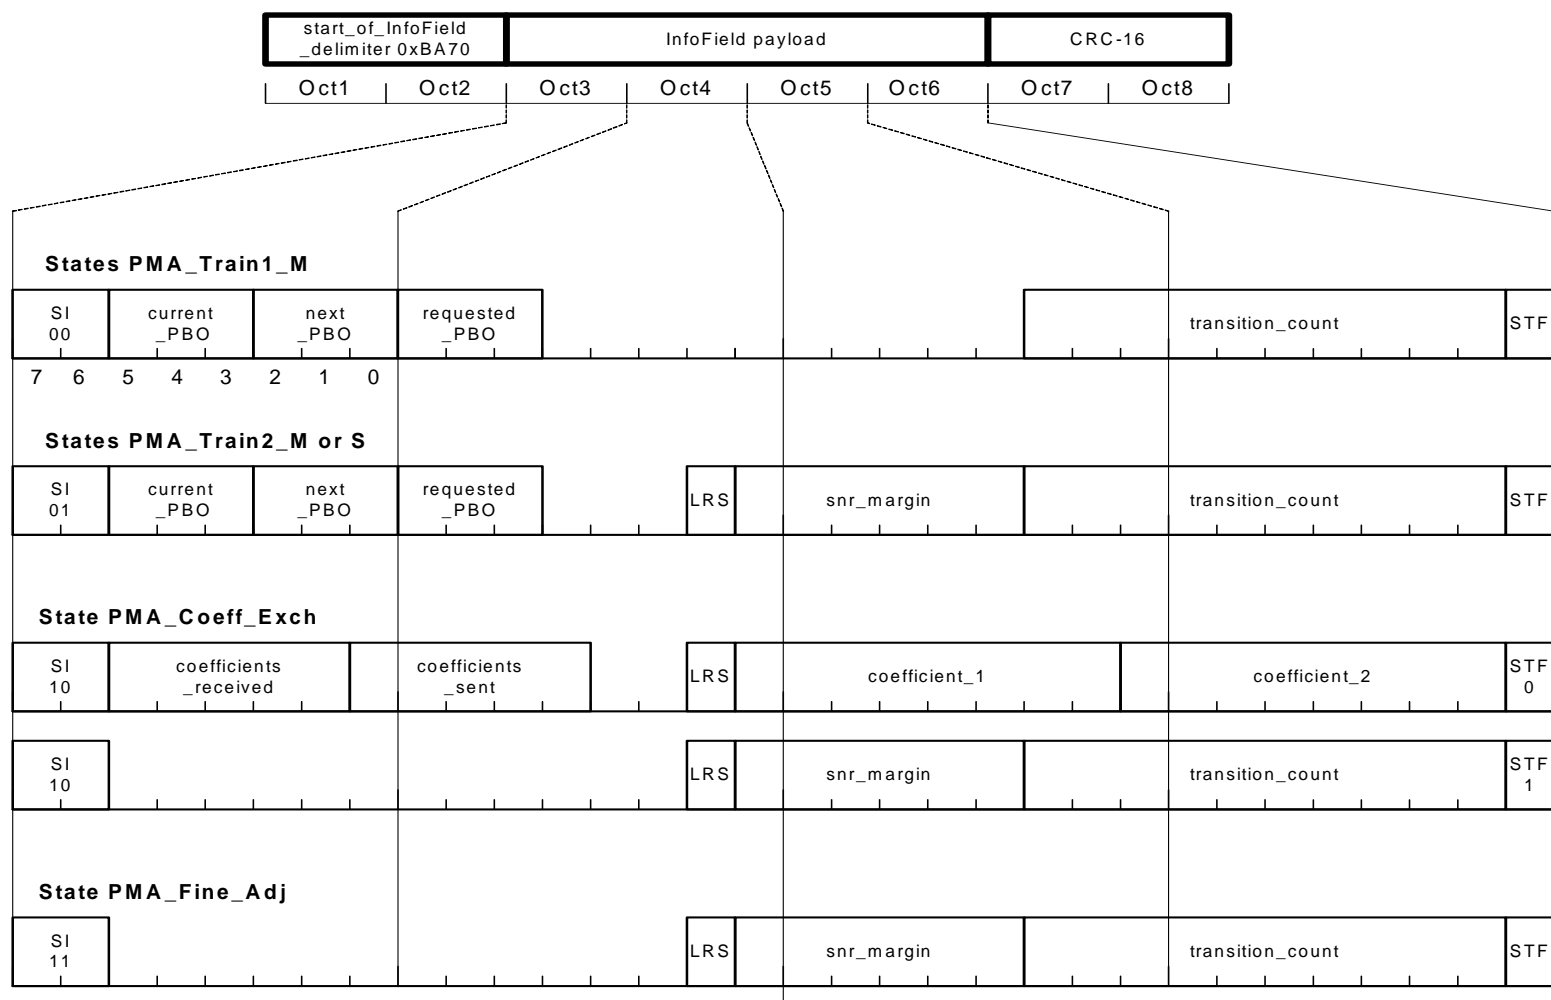 start_of_InfoField
_delimiter 0xBA70
InfoField payload
CRC-16
Oct1 Oct2 Oct3 Oct4 Oct5 Oct6 Oct7 Oct8
States PMA_Train1_M
SI
00
current
_PBO
next
_PBO
requested
_PBO
transition_count
STF
7 6 5 4 3 2 1 0
States PMA_Train2_M or S
SI
01
current
_PBO
next
_PBO
requested
_PBO
LRS
snr_margin
transition_count
STF
State PMA_Coeff_Exch
SI
10
coefficients
_received
coefficients
_sent
LRS
coefficient_1
coefficient_2
STF
0
SI
10
LRS
snr_margin
transition_count
STF
1
State PMA_Fine_Adj
SI
11
LRS
snr_margin
transition_count
STF